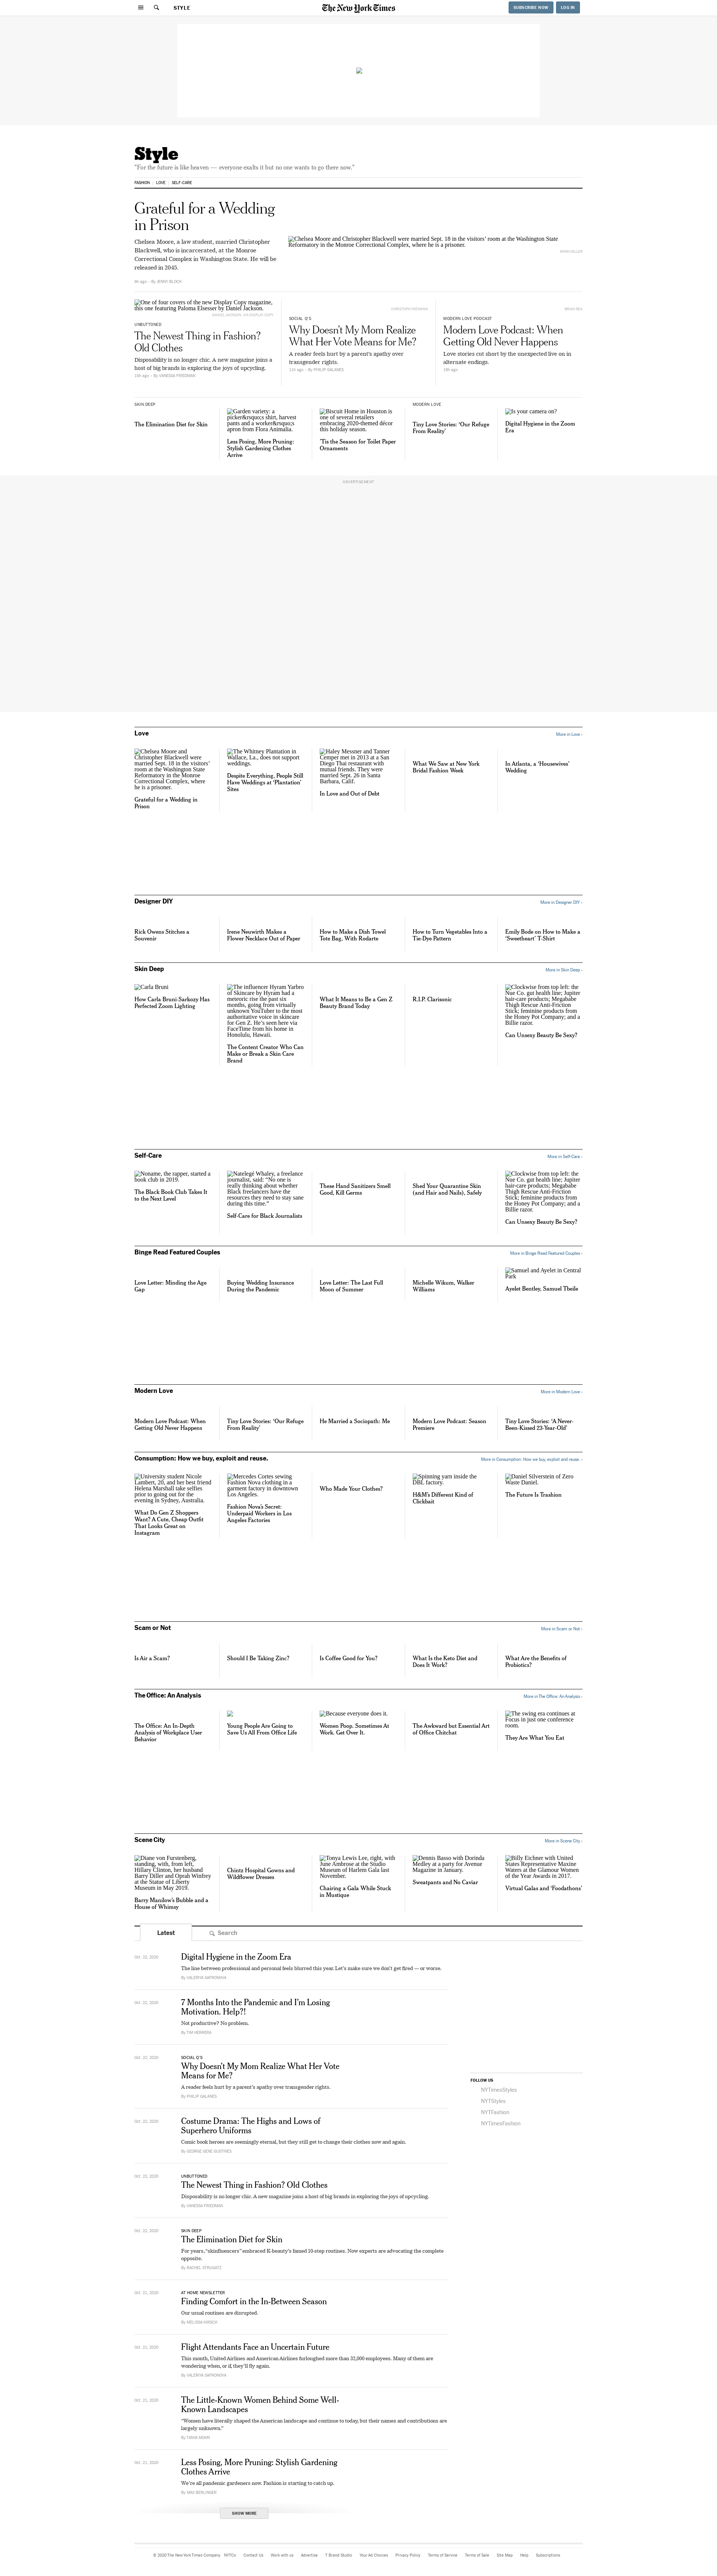 STYLE
The New York Times
SUBSCRIBE NOW
LOG IN
Style
“For the future is like heaven — everyone exalts it but no one wants to go there now.”
FASHION
LOVE
SELF-CARE
Grateful for a Wedding
in Prison
Chelsea Moore, a law student, married Christopher
Blackwell, who is incarcerated, at the Monroe
Correctional Complex in Washington State. He will be
released in 2045.
Chelsea Moore and Christopher Blackwell were married Sept. 18 in the visitors’ room at the Washington State
Reformatory in the Monroe Correctional Complex, where he is a prisoner.
One of four covers of the new Display Copy magazine,
this one featuring Paloma Elsesser by Daniel Jackson.
UNBUTTONED
The Newest Thing in Fashion?
Old Clothes
Disposability is no longer chic. A new magazine joins a
host of big brands in exploring the joys of upcycling.
By VANESSA FRIEDMAN
SOCIAL Q’S
Why Doesn’t My Mom Realize
What Her Vote Means for Me?
A reader feels hurt by a parent’s apathy over
transgender rights.
11h ago
By PHILIP GALANES
MODERN LOVE PODCAST
Modern Love Podcast: When
Getting Old Never Happens
Love stories cut short by the unexpected live on in
alternate endings.
SKIN DEEP
The Elimination Diet for Skin
Garden variety: a
picker&rsquo;s shirt, harvest
pants and a worker&rsquo;s
apron from Flora Animalia.
Less Posing, More Pruning:
Stylish Gardening Clothes
Arrive
Biscuit Home in Houston is
one of several retailers
embracing 2020-themed décor
this holiday season.
’Tis the Season for Toilet Paper
Ornaments
MODERN LOVE
Tiny Love Stories: ‘Our Refuge
From Reality’
Is your camera on?
Digital Hygiene in the Zoom
Era
ADVERTISEMENT
Love
More in Love ›
Chelsea Moore and
Christopher Blackwell were
married Sept. 18 in the visitors’
room at the Washington State
Reformatory in the Monroe
Correctional Complex, where
he is a prisoner.
Grateful for a Wedding in
Prison
The Whitney Plantation in
Wallace, La., does not support
weddings.
Despite Everything, People Still
Have Weddings at ‘Plantation’
Sites
Haley Messner and Tanner
Cemper met in 2013 at a San
Diego Thai restaurant with
mutual friends. They were
married Sept. 26 in Santa
Barbara, Calif.
In Love and Out of Debt
What We Saw at New York
Bridal Fashion Week
In Atlanta, a ‘Housewives’
Wedding
Designer DIY
More in Designer DIY ›
Rick Owens Stitches a
Souvenir
Irene Neuwirth Makes a
Flower Necklace Out of Paper
How to Make a Dish Towel
Tote Bag, With Rodarte
How to Turn Vegetables Into a
Tie-Dye Pattern
Emily Bode on How to Make a
‘Sweetheart’ T-Shirt
Skin Deep
More in Skin Deep ›
Carla Bruni
How Carla Bruni-Sarkozy Has
Perfected Zoom Lighting
The influencer Hyram Yarbro
of Skincare by Hyram had a
meteoric rise the past six
months, going from virtually
unknown YouTuber to the most
authoritative voice in skincare
for Gen Z. He’s seen here via
FaceTime from his home in
Honolulu, Hawaii.
The Content Creator Who Can
Make or Break a Skin Care
Brand
What It Means to Be a Gen Z
Beauty Brand Today
R.I.P. Clarisonic
Clockwise from top left: the
Nue Co. gut health line; Jupiter
hair-care products; Megababe
Thigh Rescue Anti-Friction
Stick; feminine products from
the Honey Pot Company; and a
Billie razor.
Can Unsexy Beauty Be Sexy?
Self-Care
More in Self-Care ›
Noname, the rapper, started a
book club in 2019.
The Black Book Club Takes It
to the Next Level
Natelegé Whaley, a freelance
journalist, said: “No one is
really thinking about whether
Black freelancers have the
resources they need to stay sane
during this time.”
Self-Care for Black Journalists
These Hand Sanitizers Smell
Good, Kill Germs
Shed Your Quarantine Skin
(and Hair and Nails), Safely
Clockwise from top left: the
Nue Co. gut health line; Jupiter
hair-care products; Megababe
Thigh Rescue Anti-Friction
Stick; feminine products from
the Honey Pot Company; and a
Billie razor.
Can Unsexy Beauty Be Sexy?
Binge Read Featured Couples
More in Binge Read Featured Couples ›
Love Letter: Minding the Age
Gap
Buying Wedding Insurance
During the Pandemic
Love Letter: The Last Full
Moon of Summer
Michelle Wikum, Walker
Williams
Samuel and Ayelet in Central
Park
Ayelet Bentley, Samuel Tbeile
Modern Love
More in Modern Love ›
Modern Love Podcast: When
Getting Old Never Happens
Tiny Love Stories: ‘Our Refuge
From Reality’
He Married a Sociopath: Me
Modern Love Podcast: Season
Premiere
Tiny Love Stories: ‘A Never-
Been-Kissed 23-Year-Old’
Consumption: How we buy, exploit and reuse.
More in Consumption: How we buy, exploit and reuse. ›
University student Nicole
Lambert, 20, and her best friend
Helena Marshall take selfies
prior to going out for the
evening in Sydney, Australia.
What Do Gen Z Shoppers
Want? A Cute, Cheap Outfit
That Looks Great on
Instagram
Mercedes Cortes sewing
Fashion Nova clothing in a
garment factory in downtown
Los Angeles.
Fashion Nova’s Secret:
Underpaid Workers in Los
Angeles Factories
Who Made Your Clothes?
Spinning yarn inside the
DBL factory.
H&M’s Different Kind of
Clickbait
Daniel Silverstein of Zero
Waste Daniel.
The Future Is Trashion
Scam or Not
More in Scam or Not ›
Is Air a Scam?
Should I Be Taking Zinc?
Is Coffee Good for You?
What Is the Keto Diet and
Does It Work?
What Are the Benefits of
Probiotics?
The Office: An Analysis
More in The Office: An Analysis ›
The Office: An In-Depth
Analysis of Workplace User
Behavior
Young People Are Going to
Save Us All From Office Life
Because everyone does it.
Women Poop. Sometimes At
Work. Get Over It.
The Awkward but Essential Art
of Office Chitchat
The swing era continues at
Focus in just one conference
room.
They Are What You Eat
Scene City
More in Scene City ›
Diane von Furstenberg,
standing, with, from left,
Hillary Clinton, her husband
Barry Diller and Oprah Winfrey
at the Statue of Liberty
Museum in May 2019.
Barry Manilow’s Bubble and a
House of Whimsy
Chintz Hospital Gowns and
Wildflower Dresses
Tonya Lewis Lee, right, with
June Ambrose at the Studio
Museum of Harlem Gala last
November.
Chairing a Gala While Stuck
in Mustique
Dennis Basso with Dorinda
Medley at a party for Avenue
Magazine in January.
Sweatpants and No Caviar
Billy Eichner with United
States Representative Maxine
Waters at the Glamour Women
of the Year Awards in 2017.
Virtual Galas and ‘Foodathons’
Latest
Search
Oct. 22, 2020
Digital Hygiene in the Zoom Era
The line between professional and personal feels blurred this year. Let’s make sure we don’t get fired — or worse.
By VALERIYA SAFRONOVA
Oct. 22, 2020
7 Months Into the Pandemic and I’m Losing
Motivation. Help?!
Not productive? No problem.
By TIM HERRERA
Oct. 22, 2020
SOCIAL Q’S
Why Doesn’t My Mom Realize What Her Vote
Means for Me?
A reader feels hurt by a parent’s apathy over transgender rights.
By PHILIP GALANES
Oct. 22, 2020
Costume Drama: The Highs and Lows of
Superhero Uniforms
Comic book heroes are seemingly eternal, but they still get to change their clothes now and again.
By GEORGE GENE GUSTINES
Oct. 22, 2020
UNBUTTONED
The Newest Thing in Fashion? Old Clothes
Disposability is no longer chic. A new magazine joins a host of big brands in exploring the joys of upcycling.
By VANESSA FRIEDMAN
Oct. 22, 2020
SKIN DEEP
The Elimination Diet for Skin
For years, “skinfluencers” embraced K-beauty’s famed 10-step routines. Now experts are advocating the complete
opposite.
By RACHEL STRUGATZ
Oct. 21, 2020
AT HOME NEWSLETTER
Finding Comfort in the In-Between Season
Our usual routines are disrupted.
By MELISSA KIRSCH
Oct. 21, 2020
Flight Attendants Face an Uncertain Future
This month, United Airlines and American Airlines furloughed more than 32,000 employees. Many of them are
wondering when, or if, they’ll fly again.
By VALERIYA SAFRONOVA
Oct. 21, 2020
The Little-Known Women Behind Some Well-
Known Landscapes
“Women have literally shaped the American landscape and continue to today, but their names and contributions are
largely unknown.”
Oct. 21, 2020
Less Posing, More Pruning: Stylish Gardening
Clothes Arrive
We’re all pandemic gardeners now. Fashion is starting to catch up.
By MAX BERLINGER
SHOW MORE
FOLLOW US
NYTimesStyles
NYTStyles
NYTFashion
NYTimesFashion
© 2020 The New York Times Company
NYTCo
Contact Us
Work with us
Advertise
T Brand Studio
Your Ad Choices
Privacy Policy
Terms of Service
Terms of Sale
Site Map
Help
Subscriptions